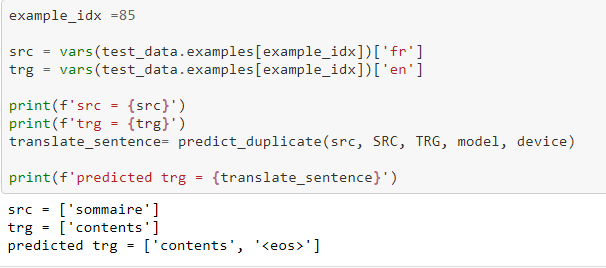 example_idx =85
src = vars(test_data.examples[example_idx])['fr']
trg = vars(test_data.examples[example_idx])['en']
print(f'src = {src}')
print(f'trg = {trg}')
translate_sentence= predict_duplicate(src, SRC, TRG, model, device)
print(f'predicted trg = {translate_sentence}')
src = ['sommaire']
trg = ['contents']
predicted trg = ['contents', '<eos>']